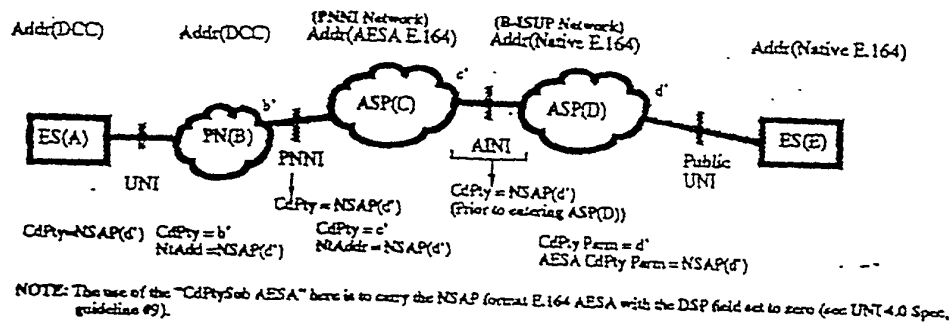 (PNNI Network)
(B-ISUP Network)
Addr(DCC)
Addr(DCC)
Addr(AESA E.164)
Addr(Native E.164)
Addr(Native E.164)
b'
c'
d'
ES(A)
PN(B)
ASP(C)
ASP(D)
ES(E)
UNI
PNNI
AINI
Public
UNI
CdPty = NSAP(d')
CdPty = NSAP(d')
(Prior to entering ASP(D))
CdPty=NSAP(d')
CdPty = b'
NtAdd =NSAP(d')
CdPty = c'
NtAddr = NSAP(d')
CdPty Parm = d'
AESA CdPty Parm = NSAP(d')
NOTE: The use of the "CdPtySub AESA" here is to carry the NSAP format E.164 AESA with the DSP field set to zero (see UNI 4.0 Spec,
guideline #9).